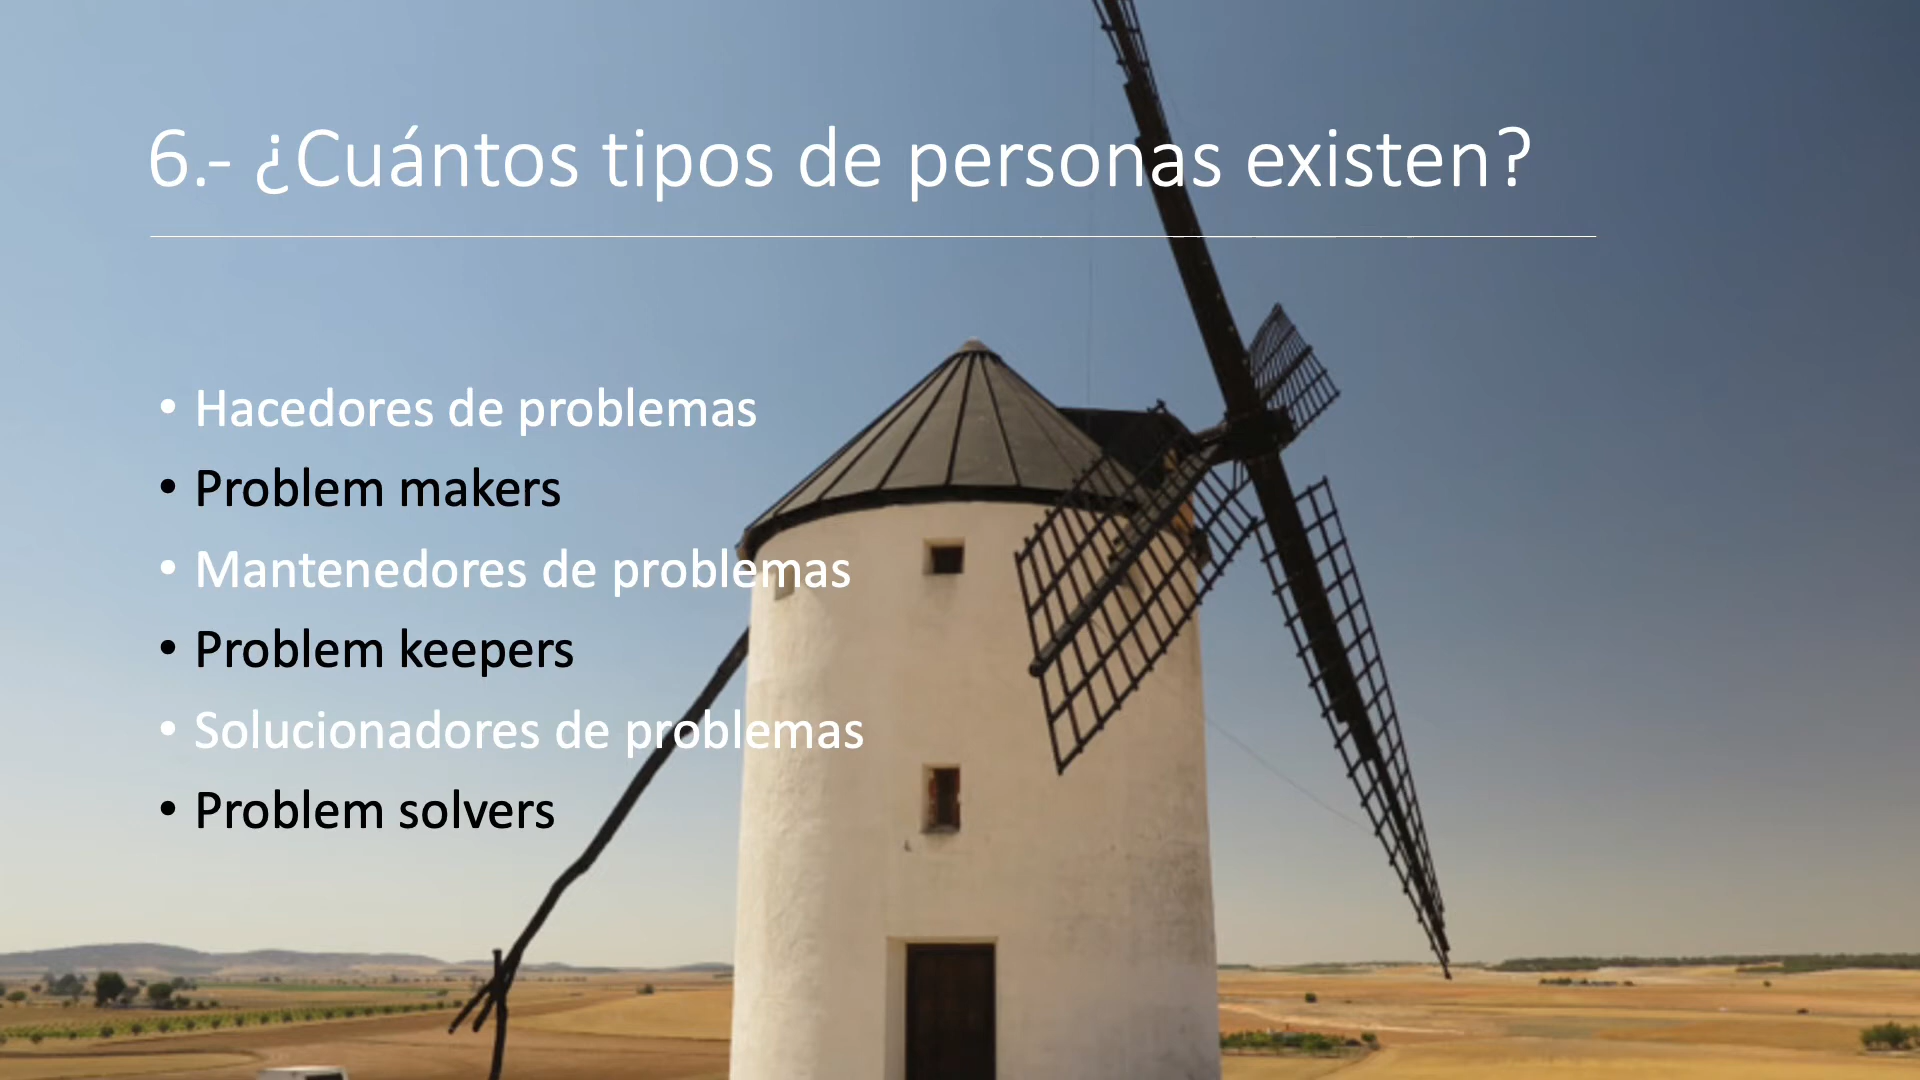 6.- ¿Cuántos tipos de personas existen?
• Hacedores de problemas
• Problem makers
• Mantenedores de problemas
• Problem keepers
• Solucionadores de problemas
• Problem solvers